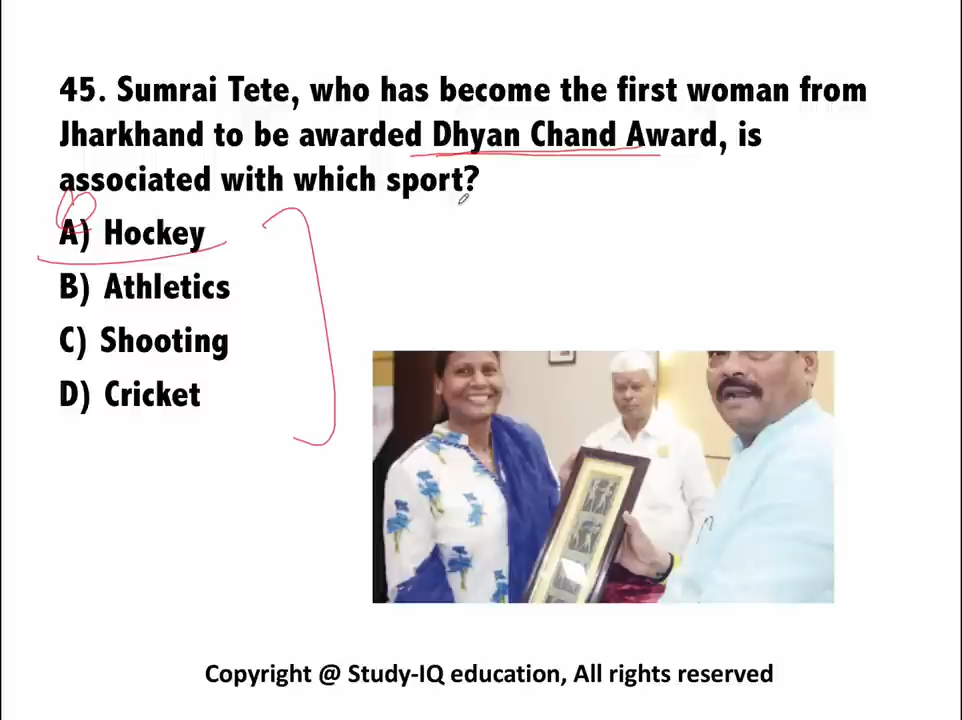 45. Sumrai Tete, who has become the first woman from
Jharkhand to be awarded Dhyan Chand Award, is
associated with which sport?
A) Hockey
B) Athletics
C) Shooting
D) Cricket
Copyright @ Study-IQ education, All rights reserved